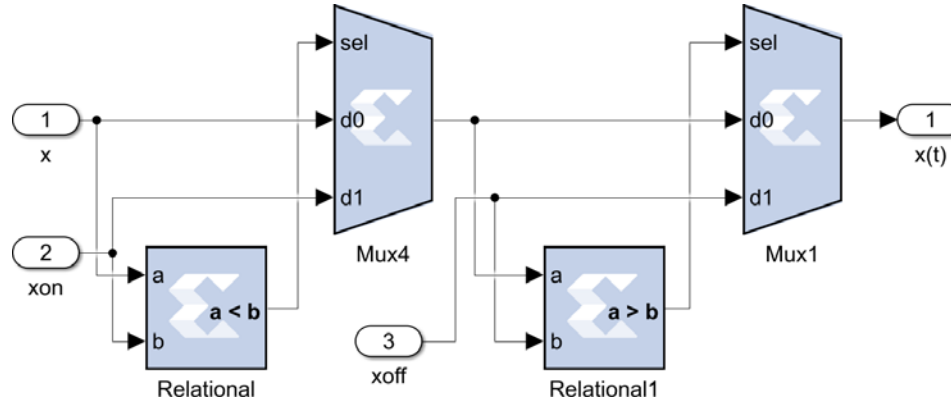 sel
d0
d1
Mux4
sel
d0
d1
Mux1
1
x
2
xon
a
b
a < b
Relational
3
xoff
a
b
a > b
Relational1
1
x(t)